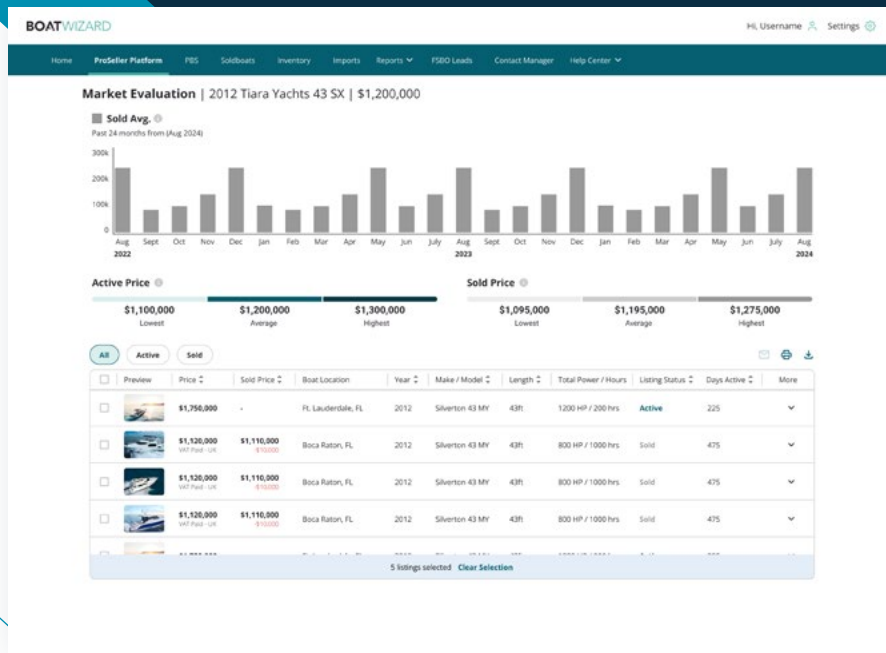 BOATWIZARD
Hi, Username Settings
Home ProSeller Platform PBS Soldboats Inventory Imports Reports FSBO Leads Contact Manager Help Center
Market Evaluation | 2012 Tiara Yachts 43 SX | $1,200,000
Sold Avg.
Past 24 months from (Aug 2024)
300k
200k
100k
0
Aug Sept Oct Nov Dec Jan Feb Mar Apr May Jun July Aug Sept Oct Nov Dec Jan Feb Mar Apr May Jun July Aug
2022 2023 2024
Active Price Sold Price
$1,100,000 $1,200,000 $1,300,000 $1,095,000 $1,195,000 $1,275,000
Lowest Average Highest Lowest Average Highest
All Active Sold
Preview Price Sold Price Boat Location Year Make / Model Length Total Power / Hours Listing Status Days Active More
$1,750,000 - Ft. Lauderdale, FL 2012 Silverton 43 MY 43ft 1200 HP / 200 hrs Active 225
$1,120,000 $1,110,000 Boca Raton, FL 2012 Silverton 43 MY 43ft 800 HP / 1000 hrs Sold 475
VAT Paid - UK -$10,000
$1,120,000 $1,110,000 Boca Raton, FL 2012 Silverton 43 MY 43ft 800 HP / 1000 hrs Sold 475
VAT Paid - UK -$10,000
$1,120,000 $1,110,000 Boca Raton, FL 2012 Silverton 43 MY 43ft 800 HP / 1000 hrs Sold 475
VAT Paid - UK -$10,000
5 listings selected Clear Selection